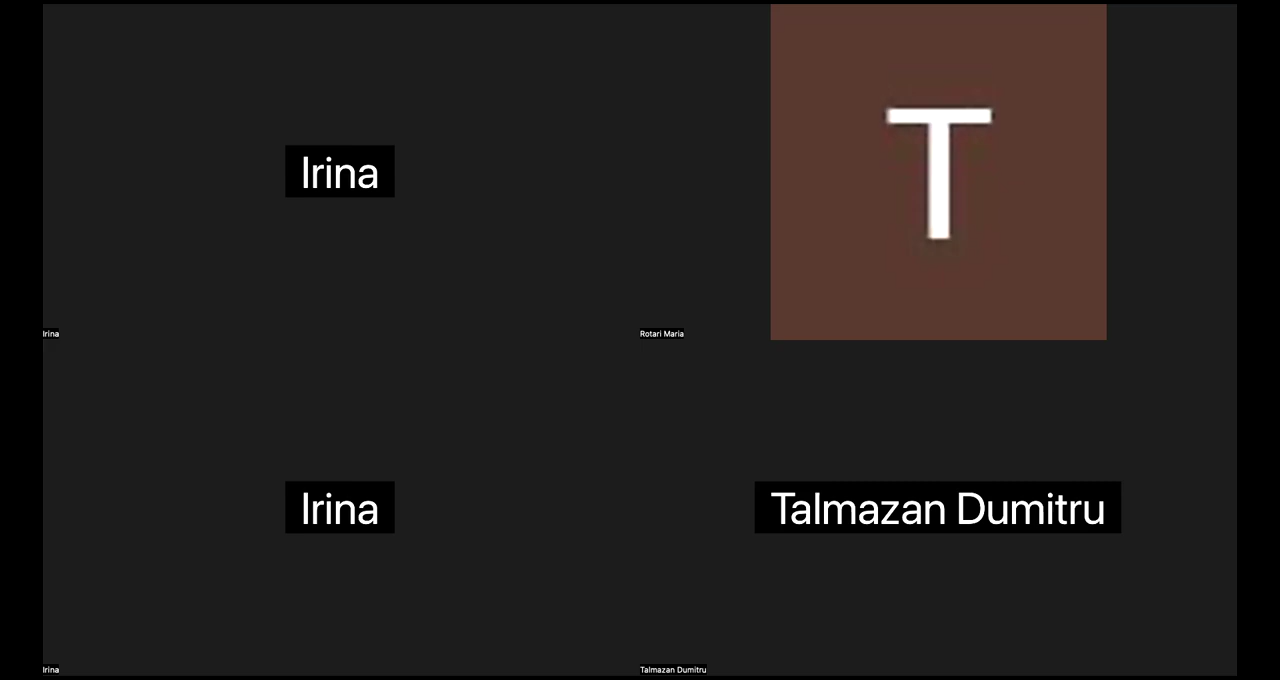 Irina
Irina
T
Rotari Maria
Irina
Irina
Talmazan Dumitru
Talmazan Dumitru